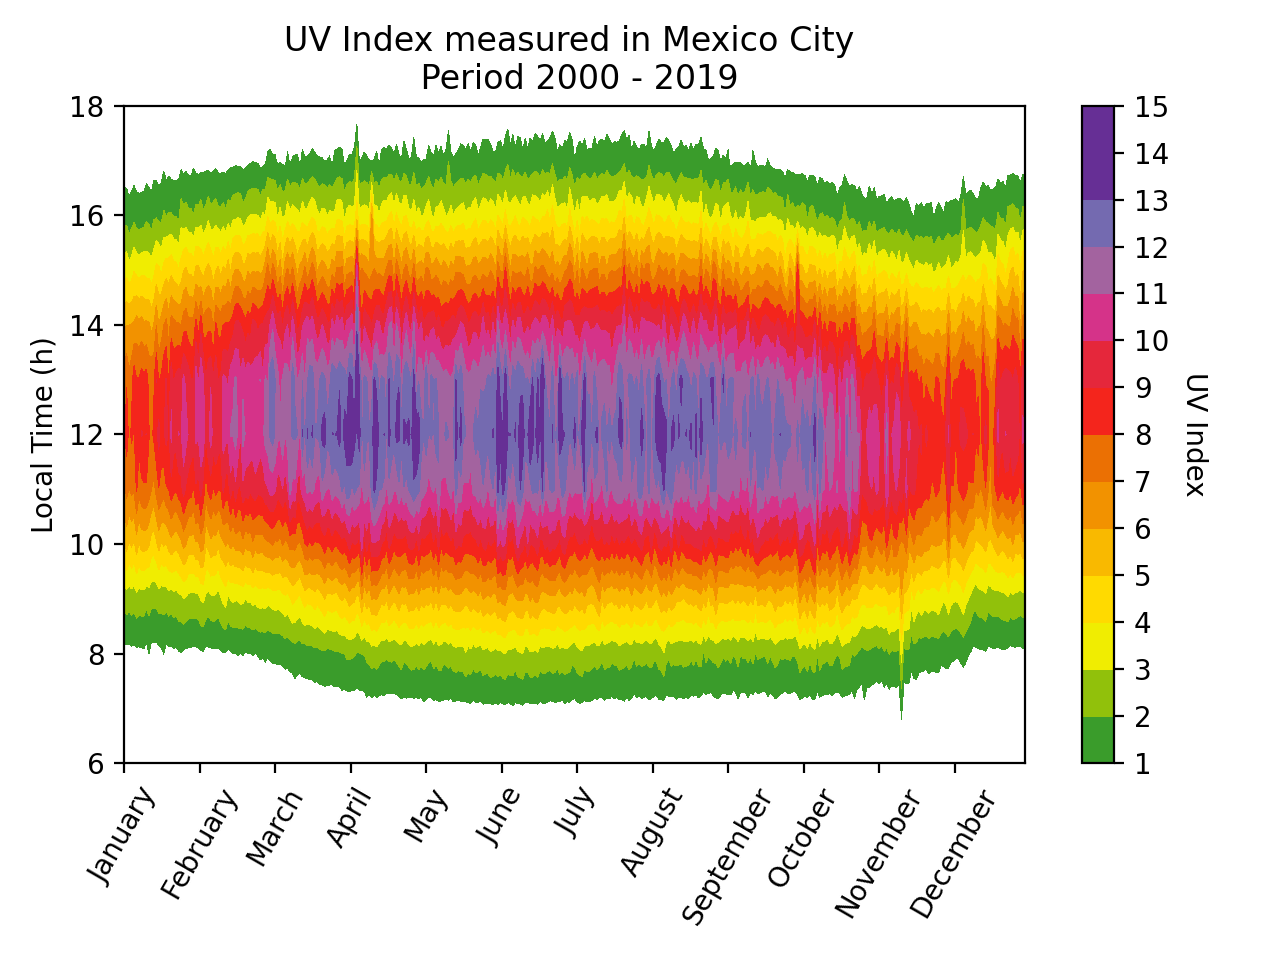 UV Index measured in Mexico City
Period 2000 - 2019
18
16
14
12
10
8
6
Local Time (h)
January
February
March
April
May
June
July
August
September
October
November
December
15
14
13
12
11
10
9
8
7
6
5
4
3
2
1
UV Index